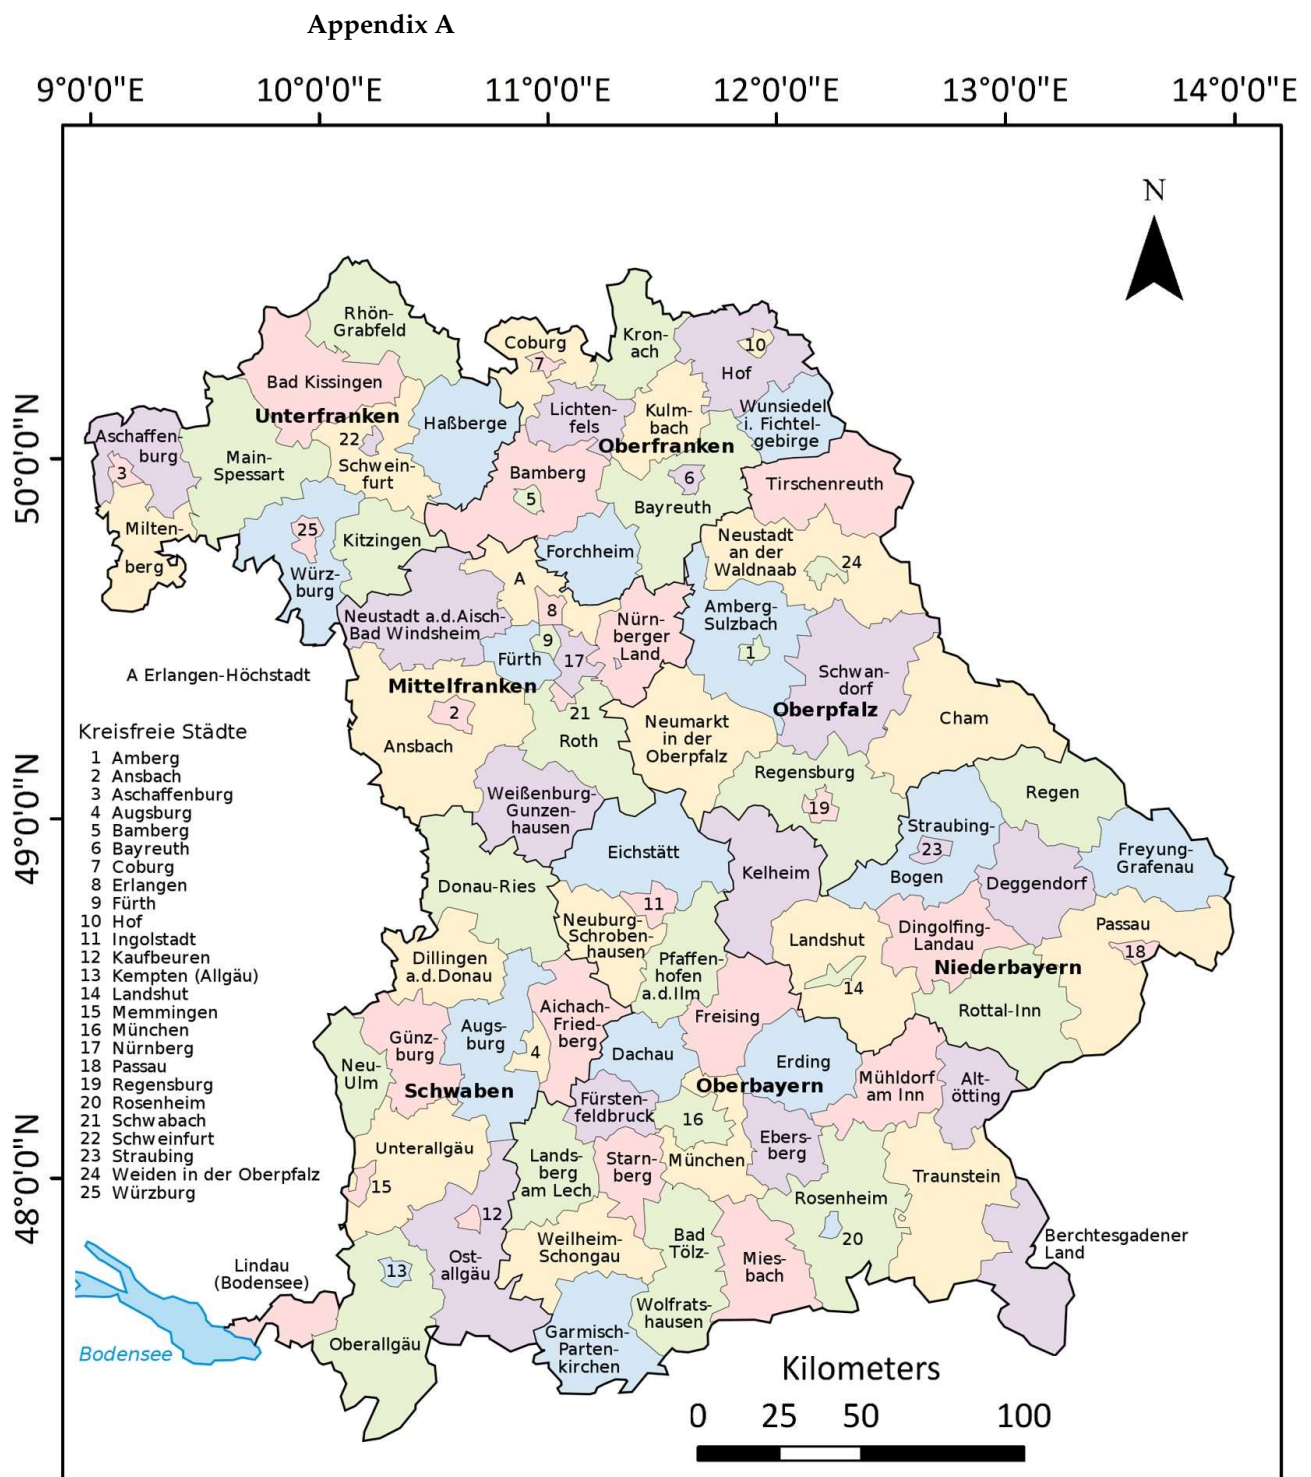 Appendix A
9°0'0"E
10°0'0"E
11°0'0"E
12°0'0"E
13°0'0"E
14°0'0"E
N
50°0'0"N
49°0'0"N
48°0'0"N
Rhön-
Grabfeld
Coburg
7
Kron-
ach
10
Hof
Bad Kissingen
Unterfranken
22
Haßberge
Lichten-
fels
Kulm-
bach
Oberfranken
Wunsiedel
i. Fichtel-
gebirge
Aschaffen-
burg
3
Main-
Spessart
Schwein-
furt
Bamberg
5
6
Bayreuth
Tirschenreuth
Milten-
berg
25
Würz-
burg
Kitzingen
A
Forchheim
Neustadt
an der
Waldnaab
24
Neustadt a.d.Aisch-
Bad Windsheim
8
9
Fürth
17
Nürn-
berger
Land
Amberg-
Sulzbach
1
Schwan-
dorf
Oberpfalz
A Erlangen-Höchstadt
Mittelfranken
2
Ansbach
21
Roth
Neumarkt
in der
Oberpfalz
Cham
Kreisfreie Städte
1 Amberg
2 Ansbach
3 Aschaffenburg
4 Augsburg
5 Bamberg
6 Bayreuth
7 Coburg
8 Erlangen
9 Fürth
10 Hof
11 Ingolstadt
12 Kaufbeuren
13 Kempten (Allgäu)
14 Landshut
15 Memmingen
16 München
17 Nürnberg
18 Passau
19 Regensburg
20 Rosenheim
21 Schwabach
22 Schweinfurt
23 Straubing
24 Weiden in der Oberpfalz
25 Würzburg
Weißenburg-
Gunzen-
hausen
Regensburg
19
Regen
Straubing-
23
Bogen
Freyung-
Grafenau
Eichstätt
Kelheim
Deggendorf
Donau-Ries
11
Neuburg-
Schroben-
hausen
Landshut
14
Dingolfing-
Landau
Passau
18
Niederbayern
Dillingen
a.d.Donau
Pfaffen-
hofen
a.d.Ilm
Rottal-Inn
Günz-
burg
Augs-
burg
4
Aichach-
Fried-
berg
Freising
Neu-
Ulm
Schwaben
Dachau
Oberbayern
Erding
Mühldorf
am Inn
Alt-
ötting
Fürsten-
feldbruck
16
München
Ebers-
berg
Unterallgäu
15
Lands-
berg
am Lech
Starn-
berg
Rosenheim
20
Traunstein
12
Weilheim-
Schongau
Bad
Tölz-
Wolfrats-
hausen
Mies-
bach
Berchtesgadener
Land
Lindau
(Bodensee)
13
Ost-
allgäu
Oberallgäu
Garmisch-
Parten-
kirchen
Bodensee
Kilometers
0 25 50 100